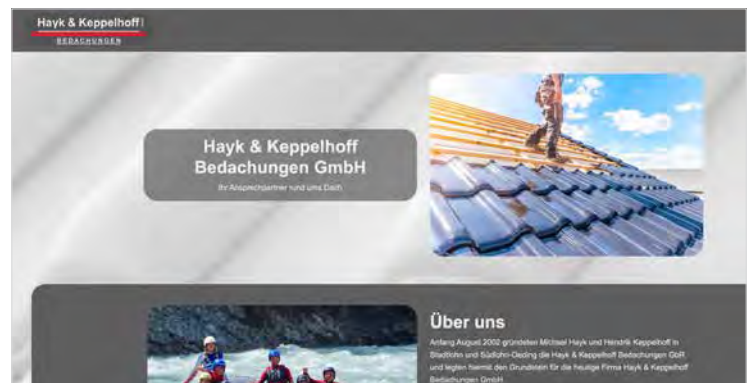 Hayk & Keppelhoff
BEDACHUNGEN
Hayk & Keppelhoff
Bedachungen GmbH
Ihr Ansprechpartner rund ums Dach
Über uns
Anfang August 2002 gründeten Michael Hayk und Hendrik Keppelhoff in
Stadtlohn und Südlohn-Oeding die Hayk & Keppelhoff Bedachungen GbR
und legten hiermit den Grundstein für die heutige Firma Hayk & Keppelhoff
Bedachungen GmbH